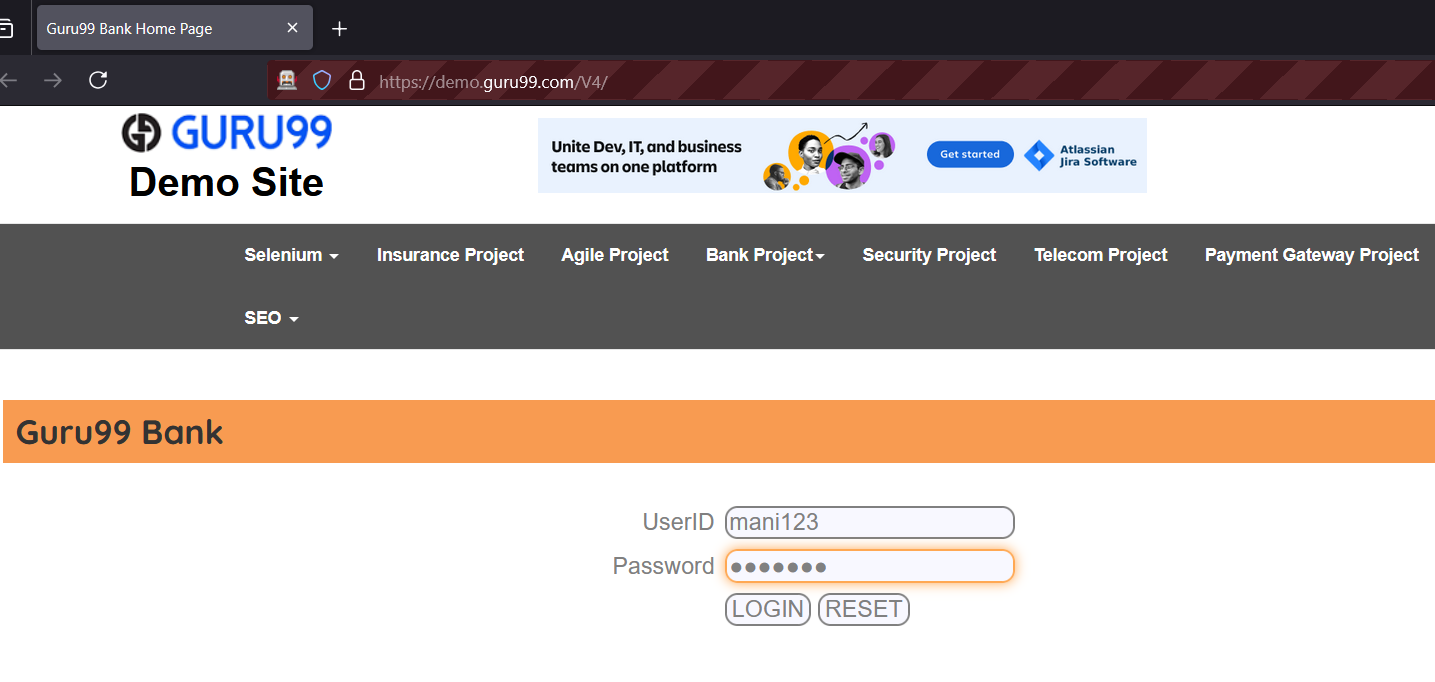 Guru99 Bank Home Page
https://demo.guru99.com/V4/
GURU99
Demo Site
Unite Dev, IT, and business
teams on one platform
Get started
Atlassian
Jira Software
Selenium Insurance Project Agile Project Bank Project Security Project Telecom Project Payment Gateway Project
SEO
Guru99 Bank
UserID mani123
Password •••••••
LOGIN RESET